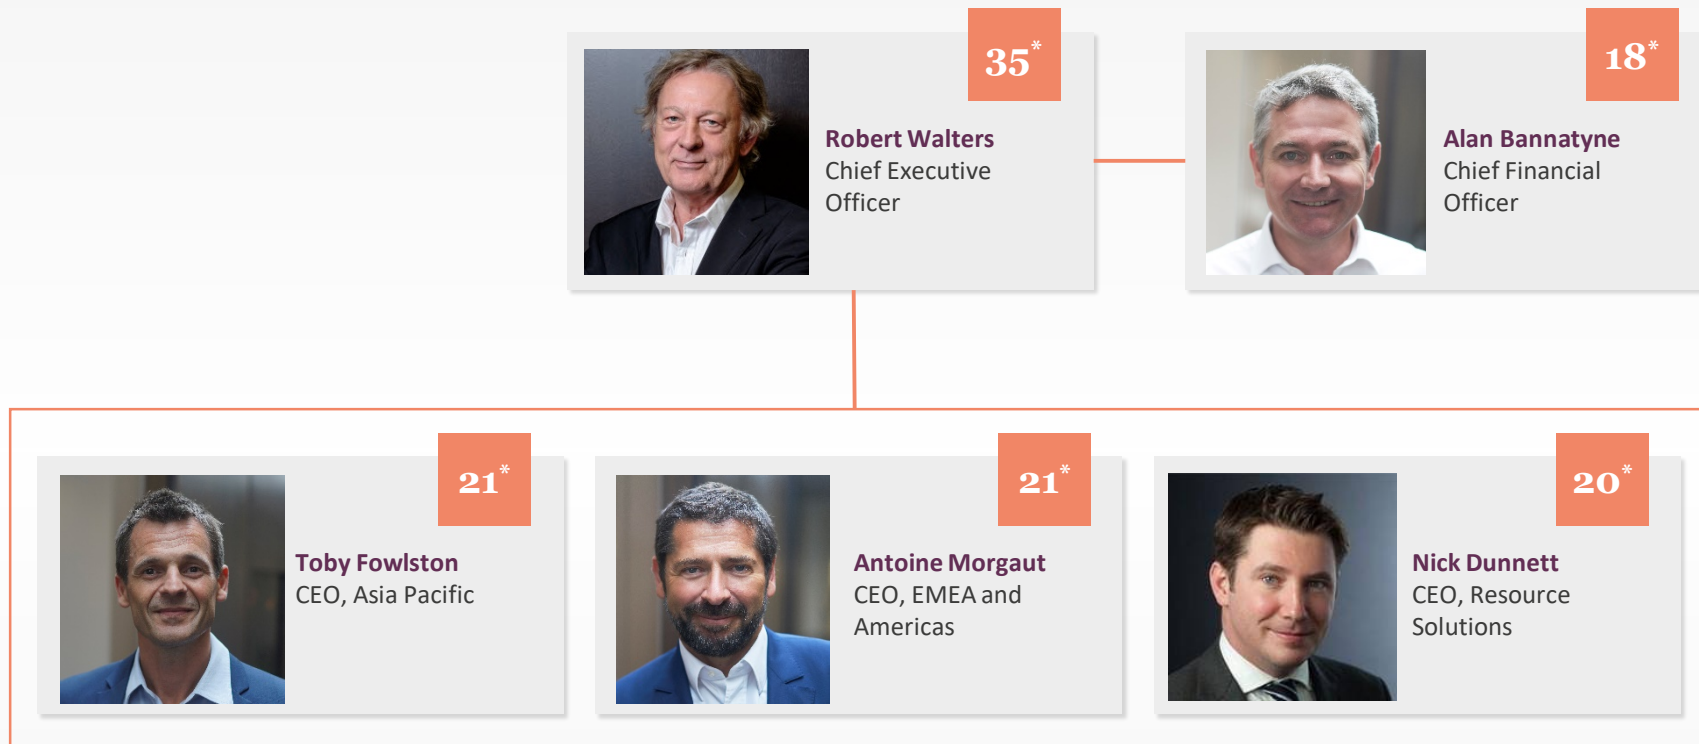 35*
Robert Walters
Chief Executive
Officer
18*
Alan Bannatyne
Chief Financial
Officer
21*
Toby Fowlston
CEO, Asia Pacific
21*
Antoine Morgaut
CEO, EMEA and
Americas
20*
Nick Dunnett
CEO, Resource
Solutions